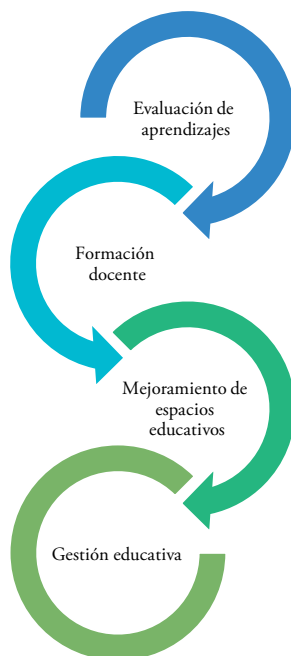 Evaluación de
aprendizajes
Formación
docente
Mejoramiento de
espacios
educativos
Gestión educativa